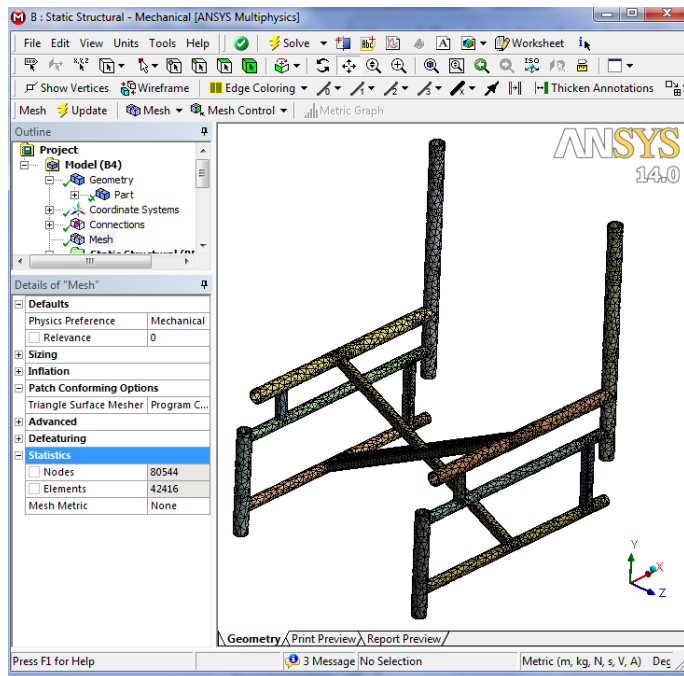 B : Static Structural - Mechanical [ANSYS Multiphysics]
File Edit View Units Tools Help Solve Worksheet
Show Vertices Wireframe Edge Coloring Thicken Annotations
Mesh Update Mesh Mesh Control Metric Graph
Outline
Project
Model (B4)
Geometry
Part
Coordinate Systems
Connections
Mesh
Details of "Mesh"
Defaults
Physics Preference Mechanical
Relevance 0
Sizing
Inflation
Patch Conforming Options
Triangle Surface Mesher Program C...
Advanced
Defeaturing
Statistics
Nodes 80544
Elements 42416
Mesh Metric None
ANSYS
14.0
Y
X
Z
Geometry Print Preview Report Preview
Press F1 for Help 3 Message No Selection Metric (m, kg, N, s, V, A) Deg